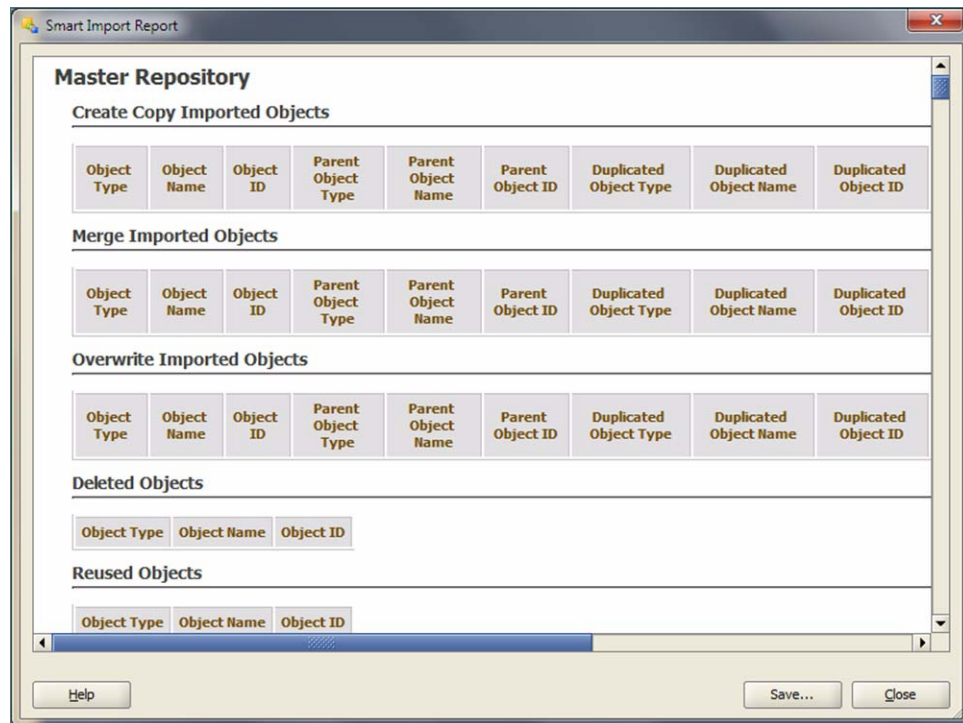 Smart Import Report
Master Repository
Create Copy Imported Objects
Object Type Object Name Object ID Parent Object Type Parent Object Name Parent Object ID Duplicated Object Type Duplicated Object Name Duplicated Object ID
Merge Imported Objects
Object Type Object Name Object ID Parent Object Type Parent Object Name Parent Object ID Duplicated Object Type Duplicated Object Name Duplicated Object ID
Overwrite Imported Objects
Object Type Object Name Object ID Parent Object Type Parent Object Name Parent Object ID Duplicated Object Type Duplicated Object Name Duplicated Object ID
Deleted Objects
Object Type Object Name Object ID
Reused Objects
Object Type Object Name Object ID
Help Save... Close